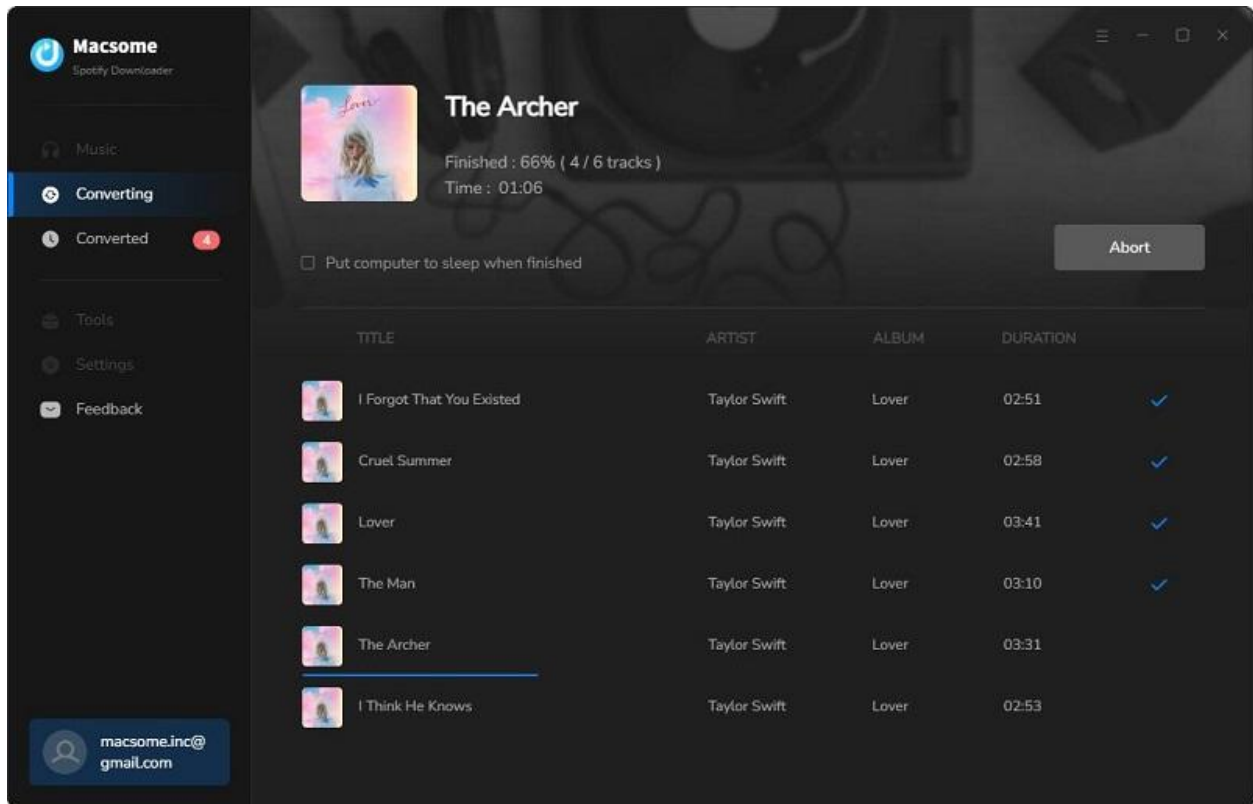 Macsome
Spotify Downloader
Music
Converting
Converted 4
Tools
Settings
Feedback
macsome.inc@
gmail.com
Lover
The Archer
Finished : 66% ( 4 / 6 tracks )
Time : 01:06
Put computer to sleep when finished
Abort
TITLE ARTIST ALBUM DURATION
I Forgot That You Existed Taylor Swift Lover 02:51
Cruel Summer Taylor Swift Lover 02:58
Lover Taylor Swift Lover 03:41
The Man Taylor Swift Lover 03:10
The Archer Taylor Swift Lover 03:31
I Think He Knows Taylor Swift Lover 02:53